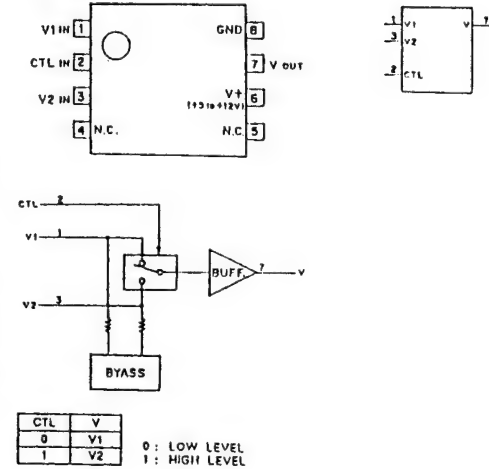 V1 IN 1
CTL IN 2
V2 IN 3
4 N.C.
GND 8
7 V OUT
V+ 6
(+5 to +12V)
N.C. 5
1 V1
3 V2
2 CTL
V 7
CTL 2
V1 1
V2 3
BUFF. 7 V
BYASS
CTL V
0 V1
1 V2
0 : LOW LEVEL
1 : HIGH LEVEL